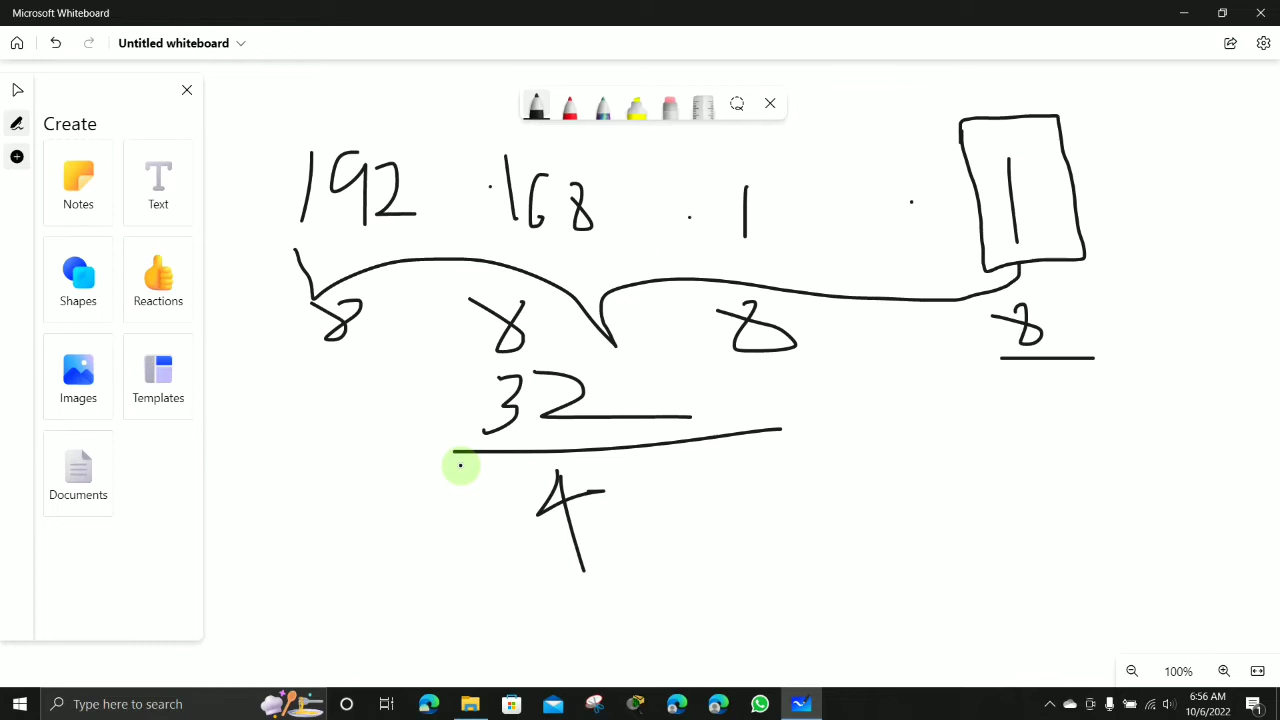 Microsoft Whiteboard
Untitled whiteboard
Create
Notes
Text
Shapes
Reactions
Images
Templates
Documents
192 . 168 . 1 . 1
8 8 8 8
32
4
100%
Type here to search
6:56 AM
10/6/2022
1